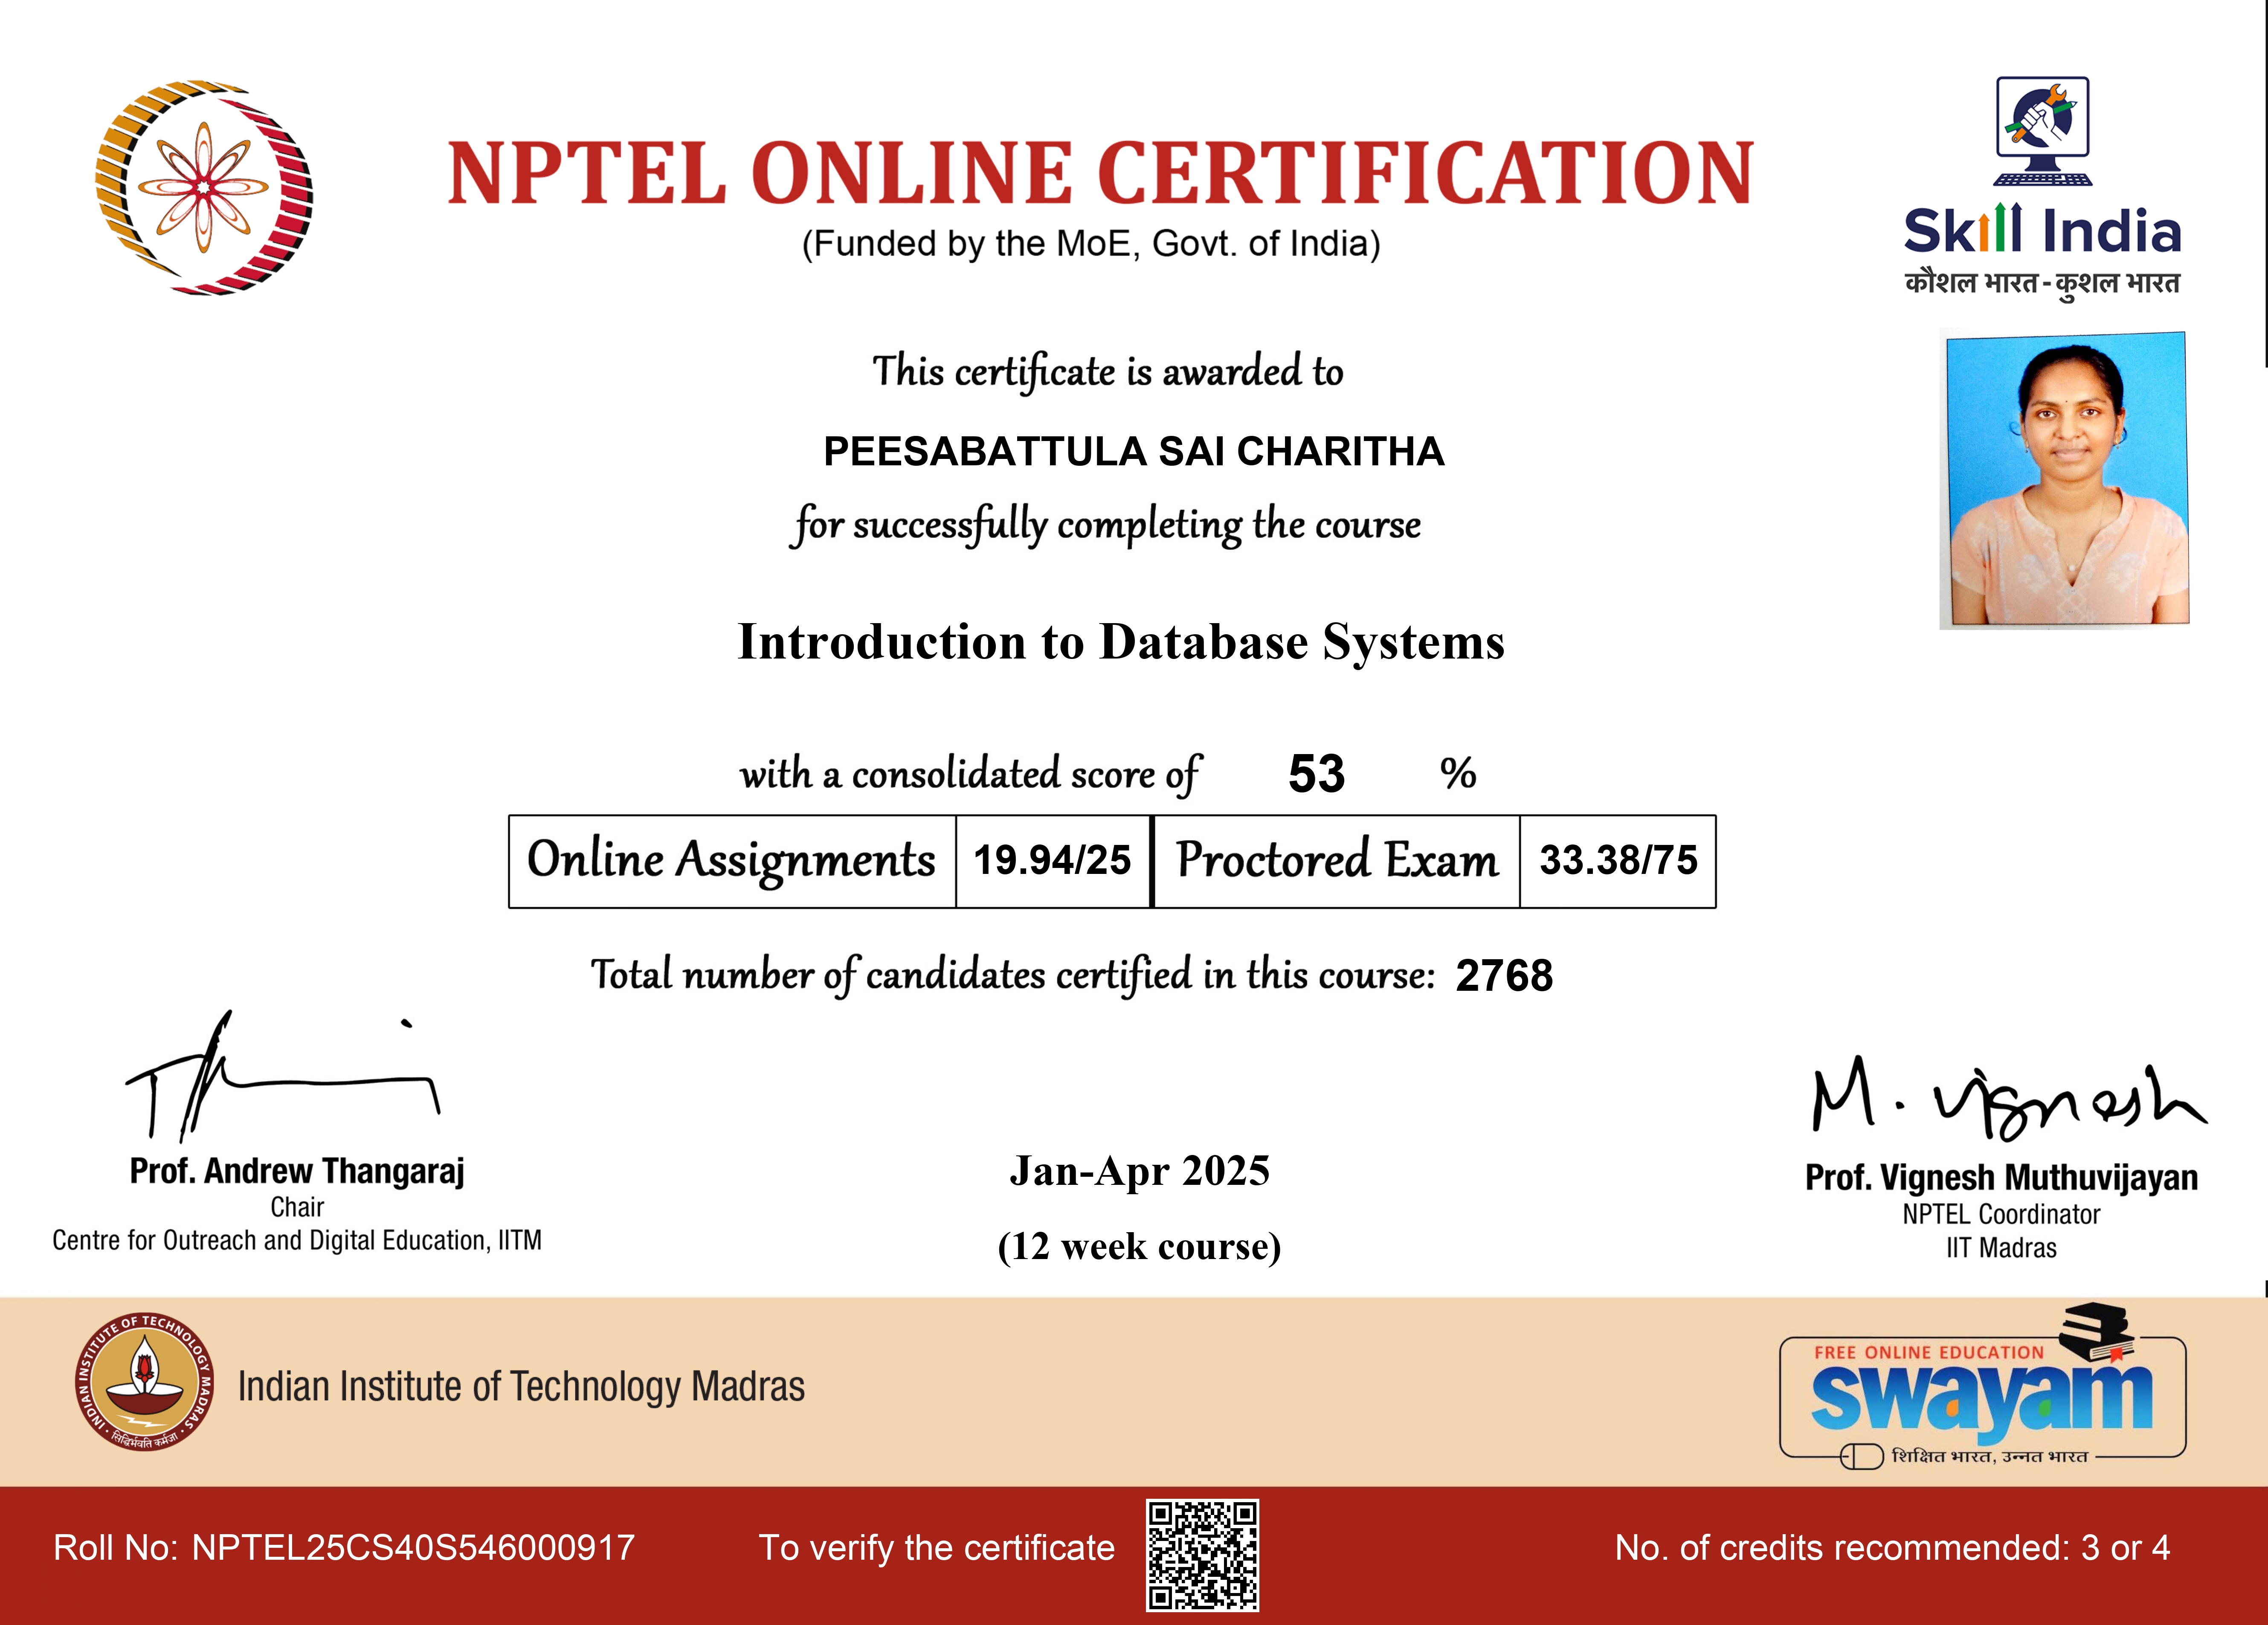 NPTEL ONLINE CERTIFICATION
(Funded by the MoE, Govt. of India)
Skill India
कौशल भारत - कुशल भारत
This certificate is awarded to
PEESABATTULA SAI CHARITHA
for successfully completing the course
Introduction to Database Systems
with a consolidated score of 53 %
Online Assignments 19.94/25 Proctored Exam 33.38/75
Total number of candidates certified in this course: 2768
M. Vignesh
Prof. Andrew Thangaraj
Chair
Centre for Outreach and Digital Education, IITM
Jan-Apr 2025
(12 week course)
Prof. Vignesh Muthuvijayan
NPTEL Coordinator
IIT Madras
INDIAN INSTITUTE OF TECHNOLOGY MADRAS
सिद्धिर्भवति कर्मजा
Indian Institute of Technology Madras
FREE ONLINE EDUCATION
swayam
शिक्षित भारत, उन्नत भारत
Roll No: NPTEL25CS40S546000917
To verify the certificate
No. of credits recommended: 3 or 4